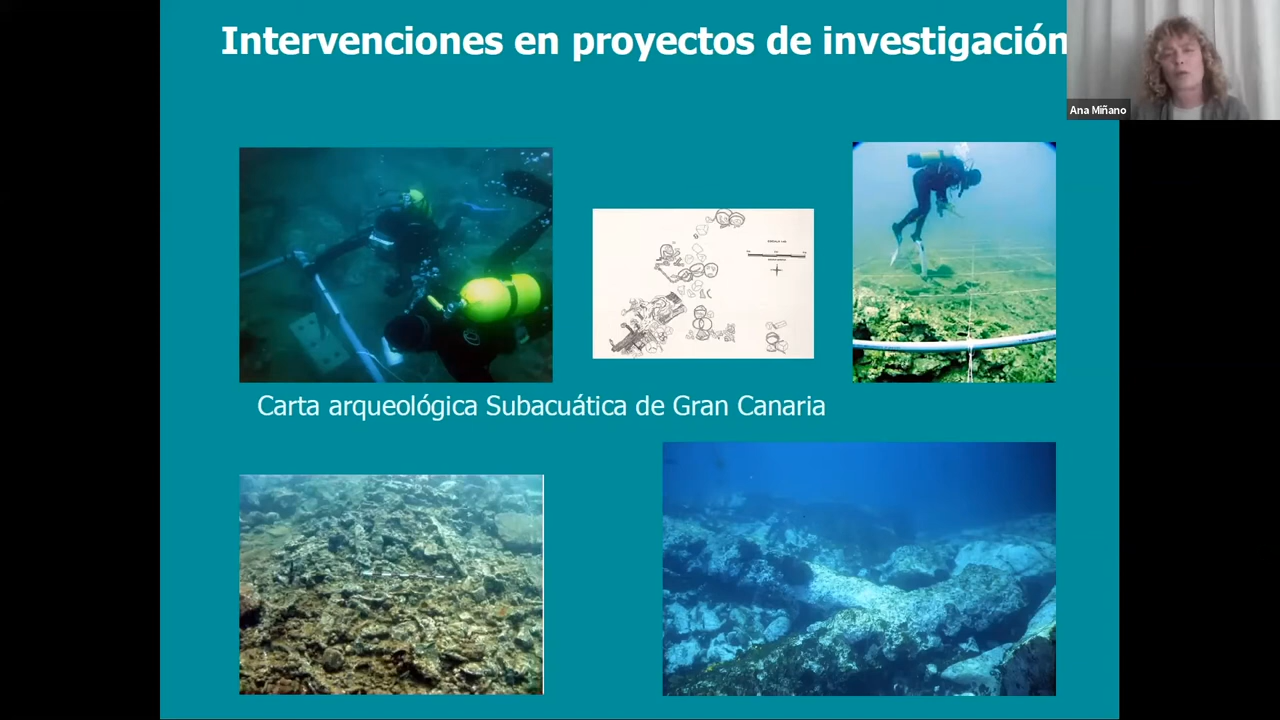 Intervenciones en proyectos de investigación
Ana Miñano
Carta arqueológica Subacuática de Gran Canaria